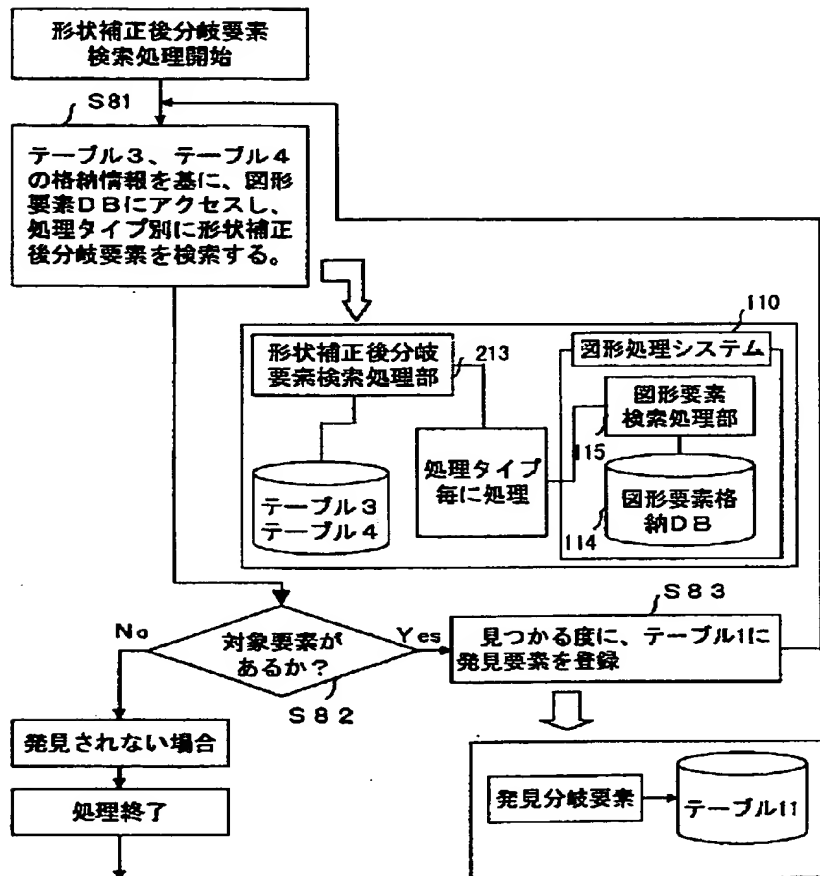 形状補正後分岐要素
検索処理開始
S81
テーブル3、テーブル4
の格納情報を基に、図形
要素DBにアクセスし、
処理タイプ別に形状補正
後分岐要素を検索する。
110
形状補正後分岐
要素検索処理部
213
図形処理システム
図形要素
検索処理部
115
処理タイプ
毎に処理
テーブル3
テーブル4
図形要素格
納DB
114
S83
No
対象要素が
あるか？
Yes
見つかる度に、テーブル1に
発見要素を登録
S82
発見されない場合
処理終了
発見分岐要素
テーブル11